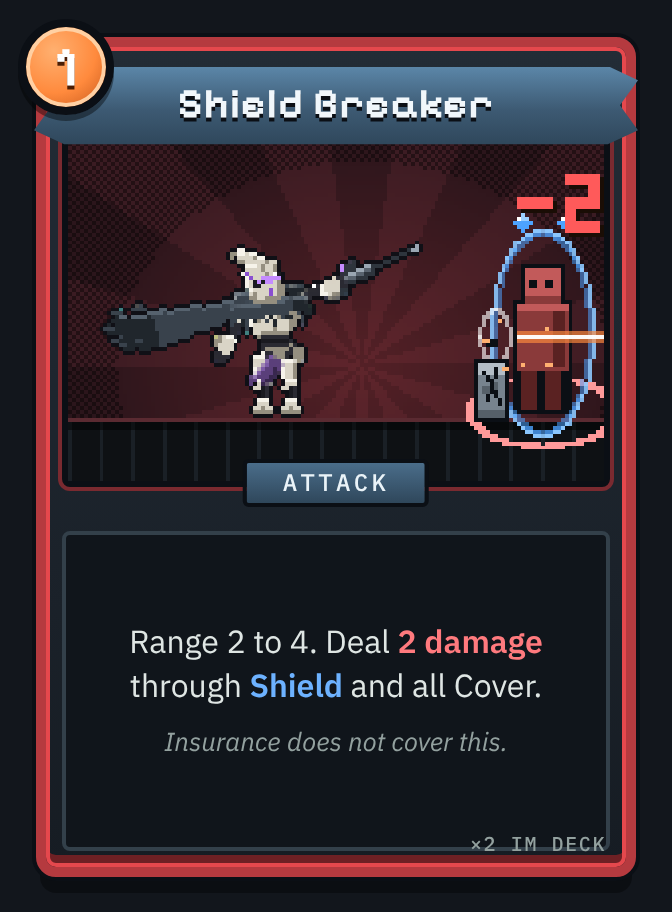 1
Shield Breaker
-2
ATTACK
Range 2 to 4. Deal 2 damage
through Shield and all Cover.
Insurance does not cover this.
×2 IM DECK